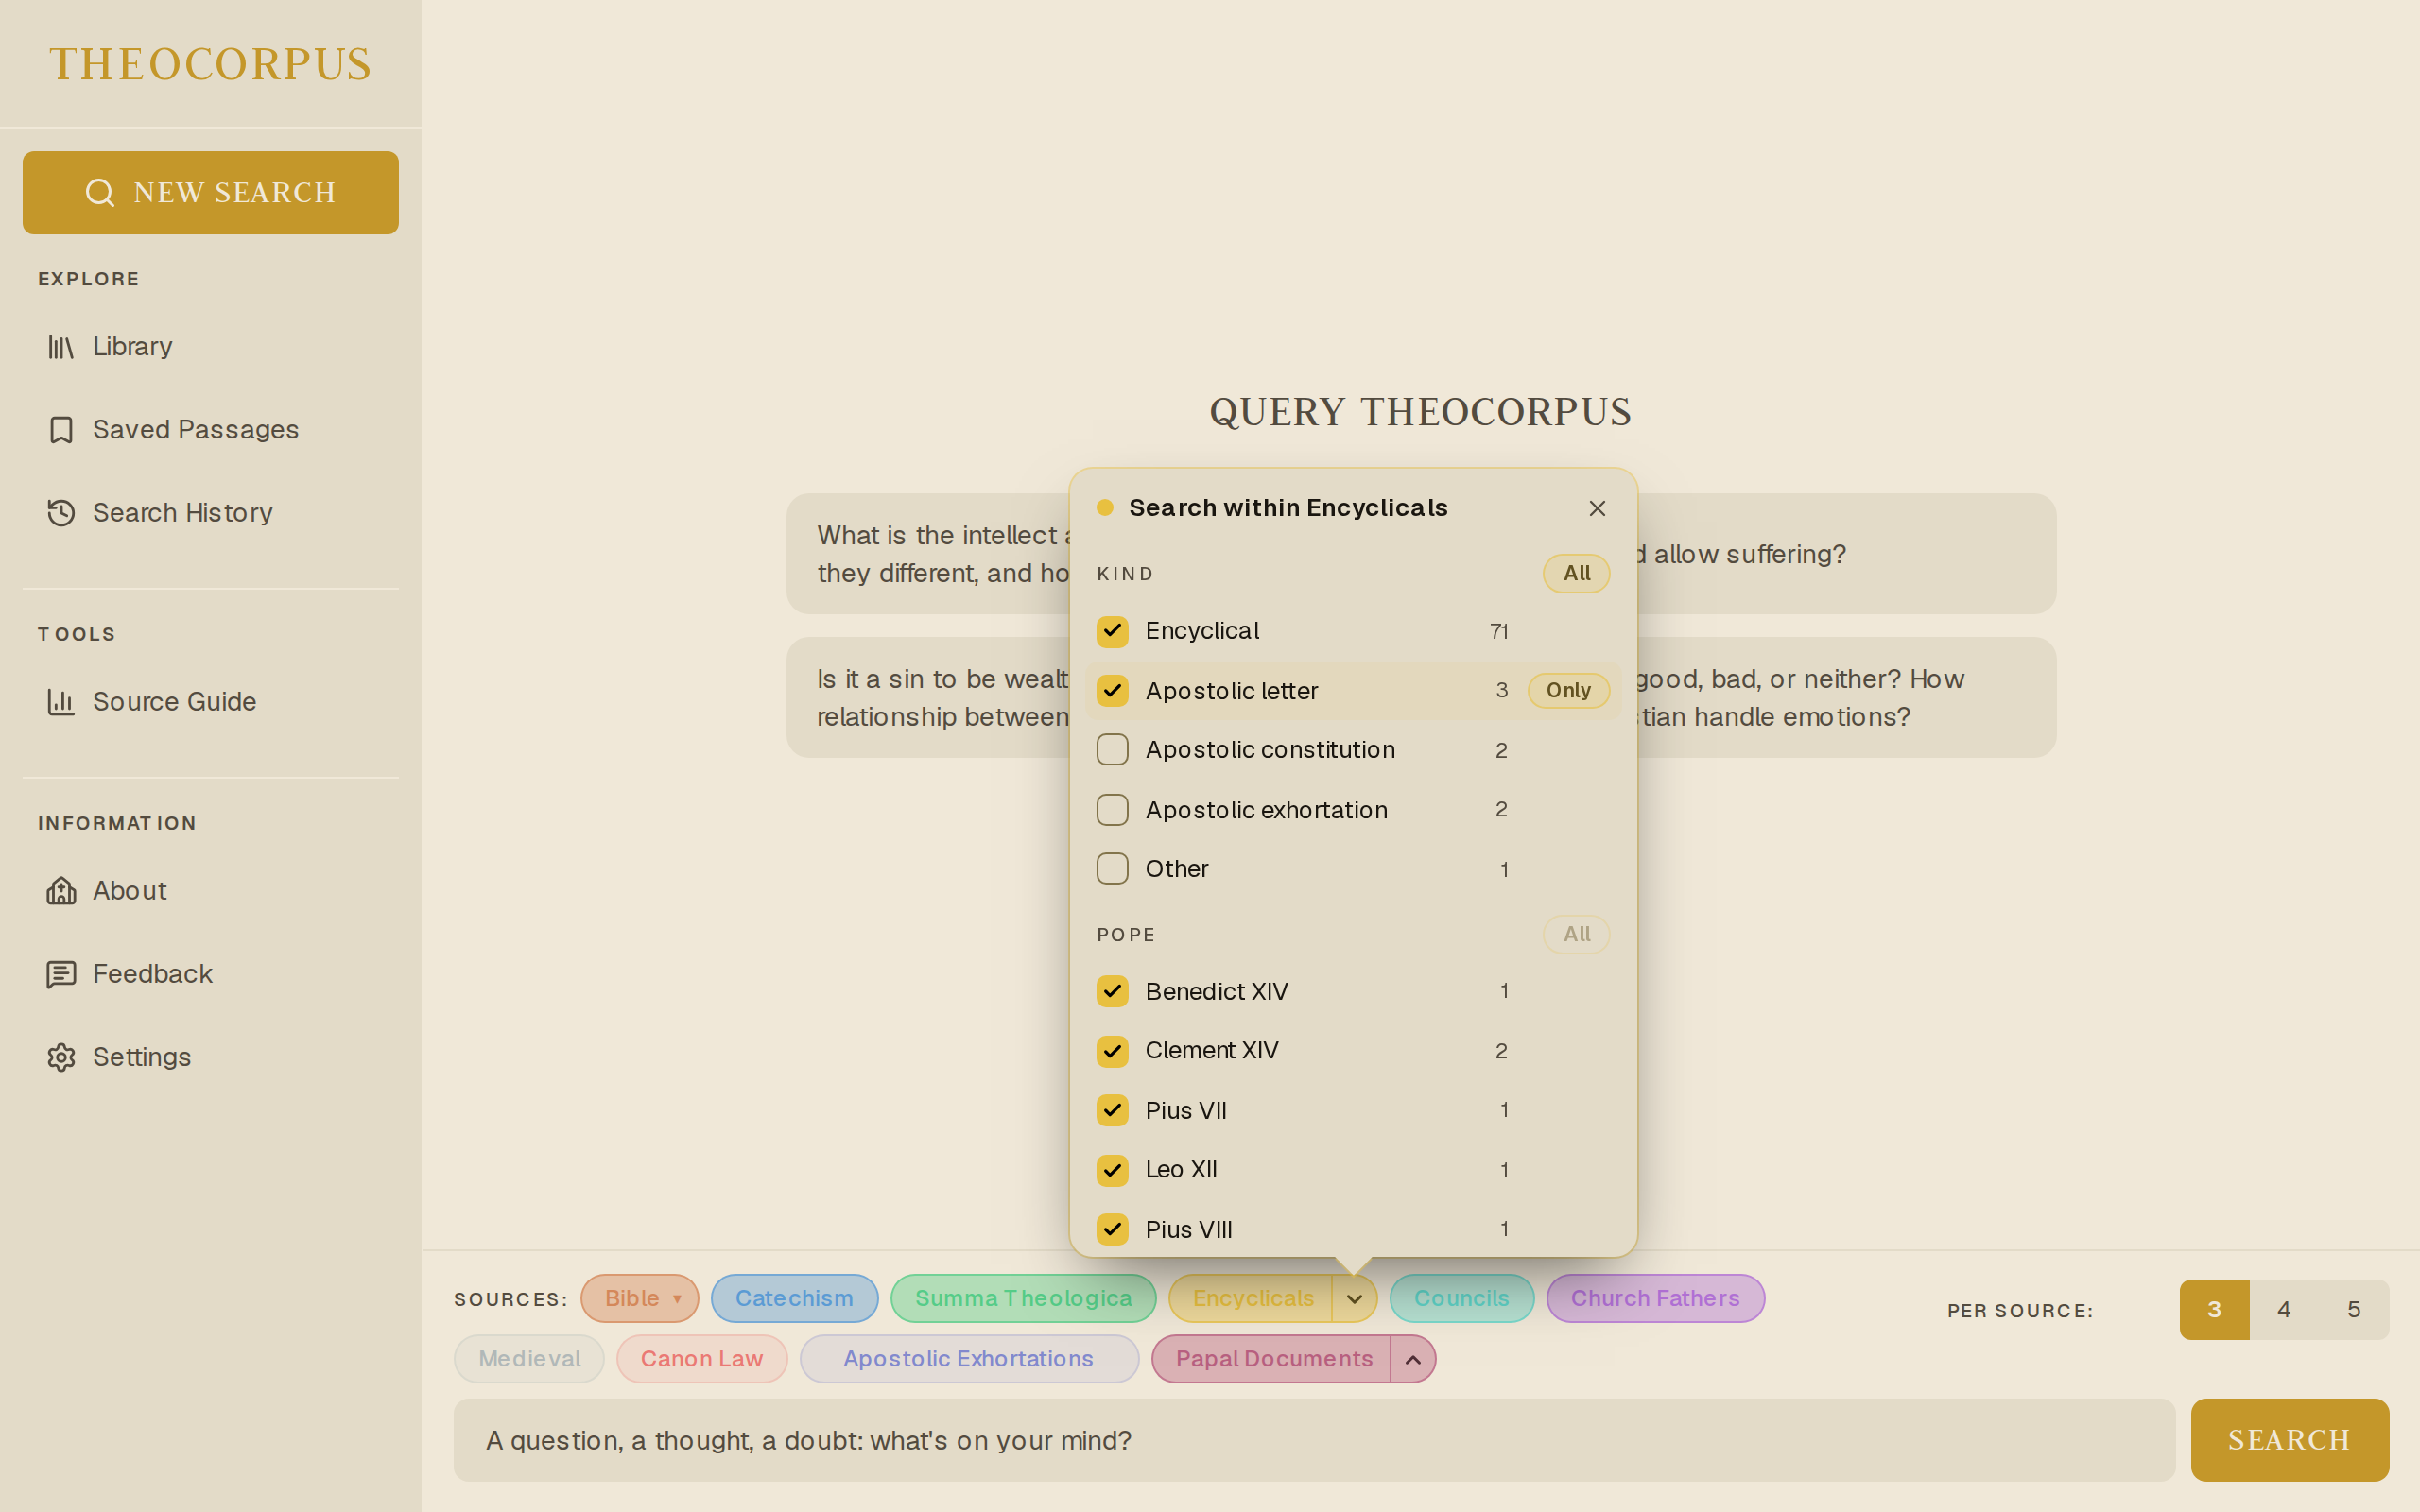 THEOCORPUS
NEW SEARCH
EXPLORE
Library
Saved Passages
Search History
TOOLS
Source Guide
INFORMATION
About
Feedback
Settings
QUERY THEOCORPUS
What is the intellect
they different, and
allow suffering?
Is it a sin to be
relationship between
good, bad, or neither? How
handle emotions?
Search within Encyclicals
KIND All
Encyclical 71
Apostolic letter 3 Only
Apostolic constitution 2
Apostolic exhortation 2
Other 1
POPE All
Benedict XIV 1
Clement XIV 2
Pius VII 1
Leo XII 1
Pius VIII 1
SOURCES: Bible Catechism Summa Theologica Encyclicals Councils Church Fathers
Medieval Canon Law Apostolic Exhortations Papal Documents
PER SOURCE: 3 4 5
A question, a thought, a doubt: what's on your mind?
SEARCH